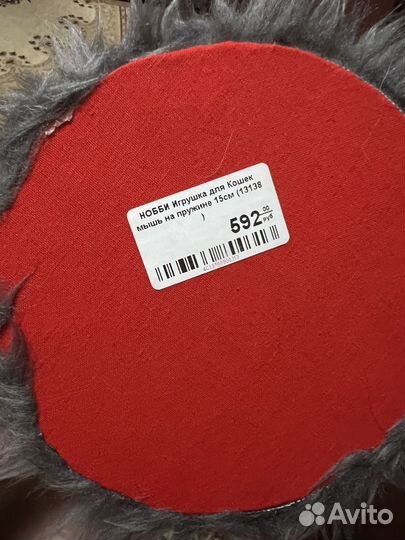 НОББИ Игрушка для Кошек
мышь на пружине 15см (13138
)
592.00
руб
Avito